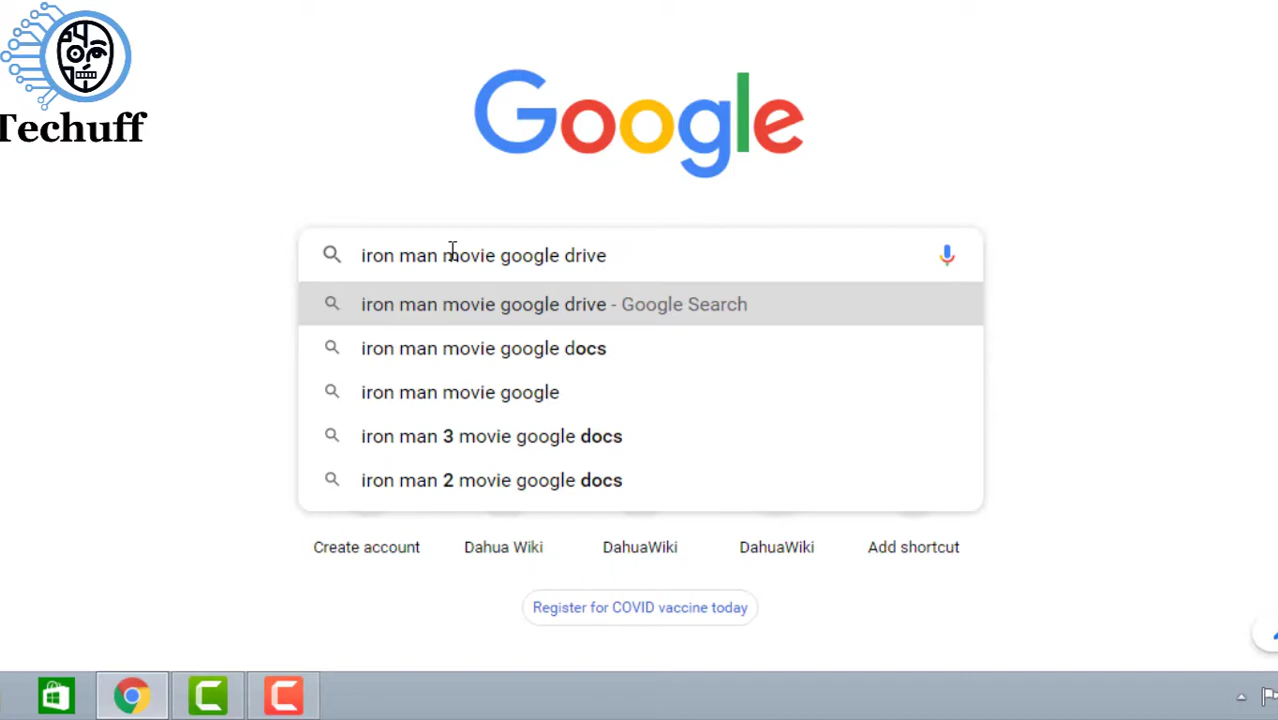 Techuff
Google
iron man movie google drive
iron man movie google drive - Google Search
iron man movie google docs
iron man movie google
iron man 3 movie google docs
iron man 2 movie google docs
Create account Dahua Wiki DahuaWiki DahuaWiki Add shortcut
Register for COVID vaccine today